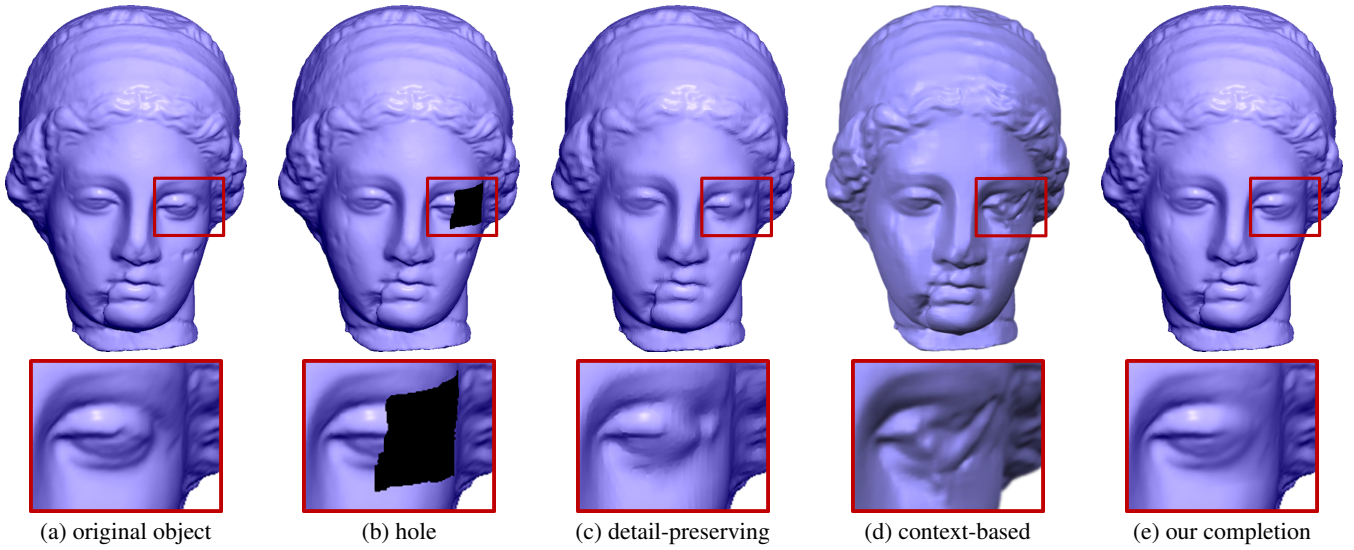 (a) original object
(b) hole
(c) detail-preserving
(d) context-based
(e) our completion